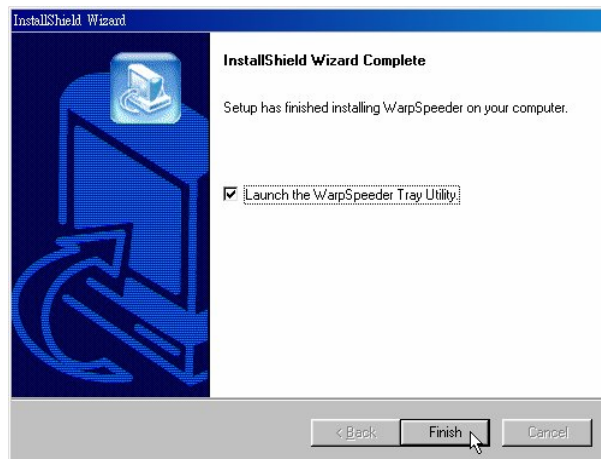 InstallShield Wizard
InstallShield Wizard Complete
Setup has finished installing WarpSpeeder on your computer.
Launch the WarpSpeeder Tray Utility.
< Back
Finish
Cancel